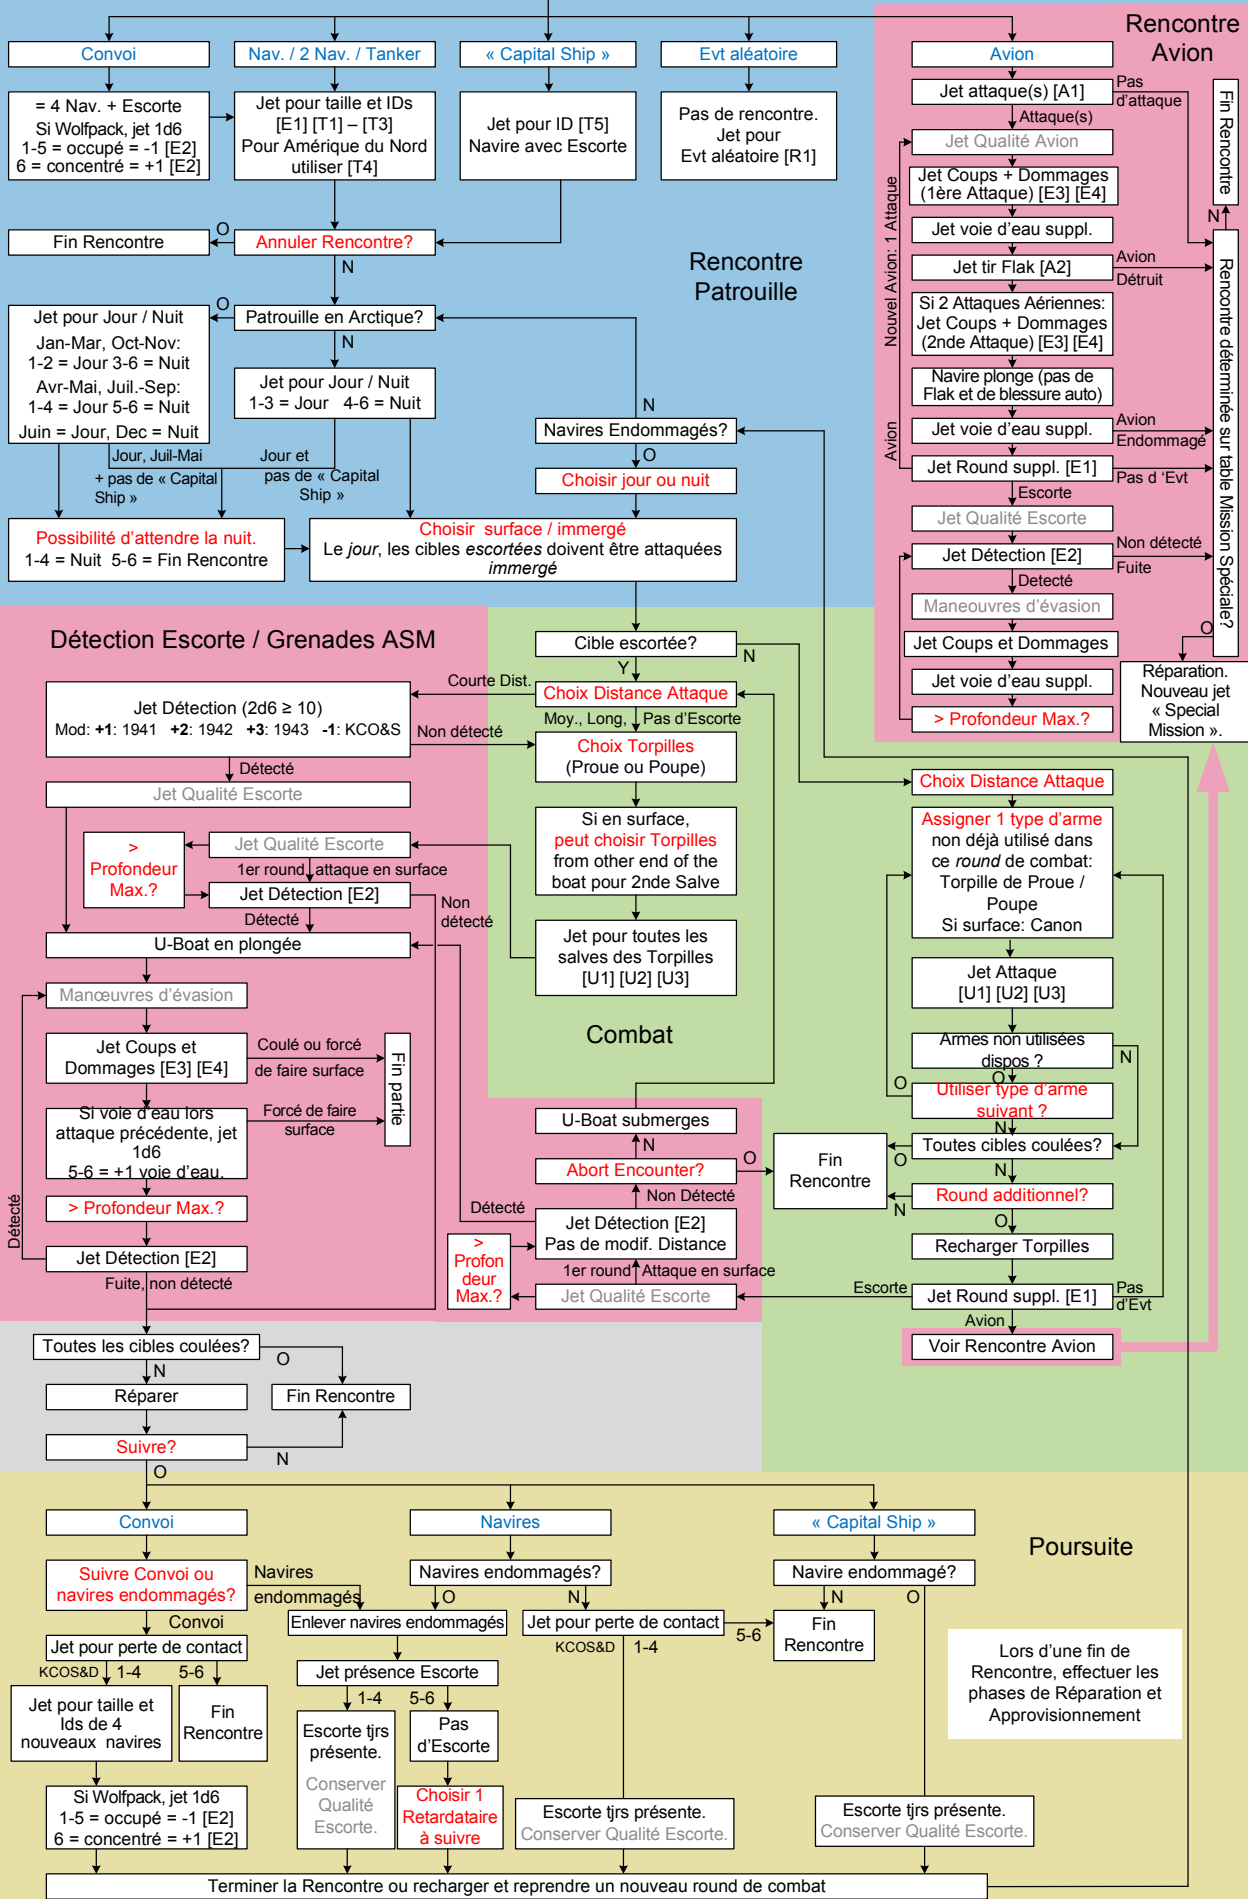 Rencontre
Avion
Convoi
Nav. / 2 Nav. / Tanker
« Capital Ship »
Evt aléatoire
Avion
= 4 Nav. + Escorte
Si Wolfpack, jet 1d6
1-5 = occupé = -1 [E2]
6 = concentré = +1 [E2]
Jet pour taille et IDs
[E1] [T1] – [T3]
Pour Amérique du Nord
utiliser [T4]
Jet pour ID [T5]
Navire avec Escorte
Pas de rencontre.
Jet pour
Evt aléatoire [R1]
Fin Rencontre
O
Annuler Rencontre?
N
Rencontre
Patrouille
Jet pour Jour / Nuit
Jan-Mar, Oct-Nov:
1-2 = Jour 3-6 = Nuit
Avr-Mai, Juil.-Sep:
1-4 = Jour 5-6 = Nuit
Juin = Jour, Dec = Nuit
O
Patrouille en Arctique?
N
Jet pour Jour / Nuit
1-3 = Jour 4-6 = Nuit
N
Navires Endommagés?
O
Choisir jour ou nuit
Jour, Juil-Mai
+ pas de « Capital
Ship »
Jour et
pas de « Capital
Ship »
Possibilité d'attendre la nuit.
1-4 = Nuit 5-6 = Fin Rencontre
Choisir surface / immergé
Le jour, les cibles escortées doivent être attaquées
immergé
Jet attaque(s) [A1]
Pas
d'attaque
Attaque(s)
Jet Qualité Avion
Jet Coups + Dommages
(1ère Attaque) [E3] [E4]
Jet voie d'eau suppl.
Jet tir Flak [A2]
Avion
Détruit
Si 2 Attaques Aériennes:
Jet Coups + Dommages
(2nde Attaque) [E3] [E4]
Navire plonge (pas de
Flak et de blessure auto)
Jet voie d'eau suppl.
Avion
Endommagé
Jet Round suppl. [E1]
Pas d 'Evt
Escorte
Nouvel Avion: 1 Attaque
Avion
Jet Qualité Escorte
Jet Détection [E2]
Non détecté
Fuite
Detecté
Maneouvres d'évasion
Jet Coups et Dommages
Jet voie d'eau suppl.
> Profondeur Max.?
Fin Rencontre
N
Rencontre déterminée sur table Mission Spéciale?
O
Réparation.
Nouveau jet
« Special
Mission ».
Détection Escorte / Grenades ASM
Jet Détection (2d6 ≥ 10)
Mod: +1: 1941 +2: 1942 +3: 1943 -1: KCO&S
Courte Dist.
Non détecté
Détecté
Jet Qualité Escorte
>
Profondeur
Max.?
Jet Qualité Escorte
1er round attaque en surface
Jet Détection [E2]
Non
détecté
Détecté
U-Boat en plongée
Manœuvres d'évasion
Jet Coups et
Dommages [E3] [E4]
Coulé ou forcé
de faire surface
Fin partie
Si voie d'eau lors
attaque précédente, jet
1d6
5-6 = +1 voie d'eau.
Forcé de faire
surface
> Profondeur Max.?
Détecté
Jet Détection [E2]
Fuite, non détecté
Cible escortée?
Y
N
Choix Distance Attaque
Moy., Long, Pas d'Escorte
Choix Torpilles
(Proue ou Poupe)
Si en surface,
peut choisir Torpilles
from other end of the
boat pour 2nde Salve
Jet pour toutes les
salves des Torpilles
[U1] [U2] [U3]
Combat
Choix Distance Attaque
Assigner 1 type d'arme
non déjà utilisé dans
ce round de combat:
Torpille de Proue /
Poupe
Si surface: Canon
Jet Attaque
[U1] [U2] [U3]
Armes non utilisées
dispos ?
N
O
O
Utiliser type d'arme
suivant ?
N
Toutes cibles coulées?
O
N
Round additionnel?
N
O
Recharger Torpilles
Jet Round suppl. [E1]
Escorte
Pas
d'Evt
Avion
Voir Rencontre Avion
U-Boat submerges
N
Abort Encounter?
O
Fin
Rencontre
Non Détecté
Détecté
Jet Détection [E2]
Pas de modif. Distance
>
Profon
deur
Max.?
1er round Attaque en surface
Jet Qualité Escorte
Toutes les cibles coulées?
O
N
Réparer
Fin Rencontre
Suivre?
N
O
Convoi
Navires
« Capital Ship »
Poursuite
Suivre Convoi ou
navires endommagés?
Navires
endommagés
Convoi
Jet pour perte de contact
KCOS&D 1-4
5-6
Jet pour taille et
Ids de 4
nouveaux navires
Fin
Rencontre
Si Wolfpack, jet 1d6
1-5 = occupé = -1 [E2]
6 = concentré = +1 [E2]
Navires endommagés?
O
N
Enlever navires endommagés
Jet présence Escorte
1-4
5-6
Escorte tjrs
présente.
Conserver
Qualité
Escorte.
Pas
d'Escorte
Choisir 1
Retardataire
à suivre
Jet pour perte de contact
KCOS&D 1-4
5-6
Escorte tjrs présente.
Conserver Qualité Escorte.
Navire endommagé?
N
O
Fin
Rencontre
Escorte tjrs présente.
Conserver Qualité Escorte.
Lors d'une fin de
Rencontre, effectuer les
phases de Réparation et
Approvisionnement
Terminer la Rencontre ou recharger et reprendre un nouveau round de combat